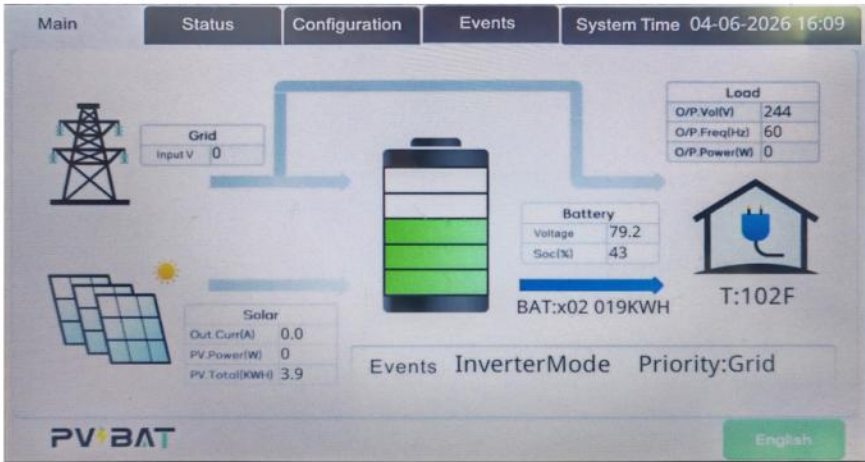 Main Status Configuration Events System Time 04-06-2026 16:09
Load
O/P.Vol(V) 244
O/P.Freq(Hz) 60
O/P.Power(W) 0
Grid
Input V 0
Battery
Voltage 79.2
Soc(%) 43
BAT:x02 019KWH
T:102F
Solar
Out Curr(A) 0.0
PV.Power(W) 0
PV.Total(KWH) 3.9
Events InverterMode Priority:Grid
PV BAT
English